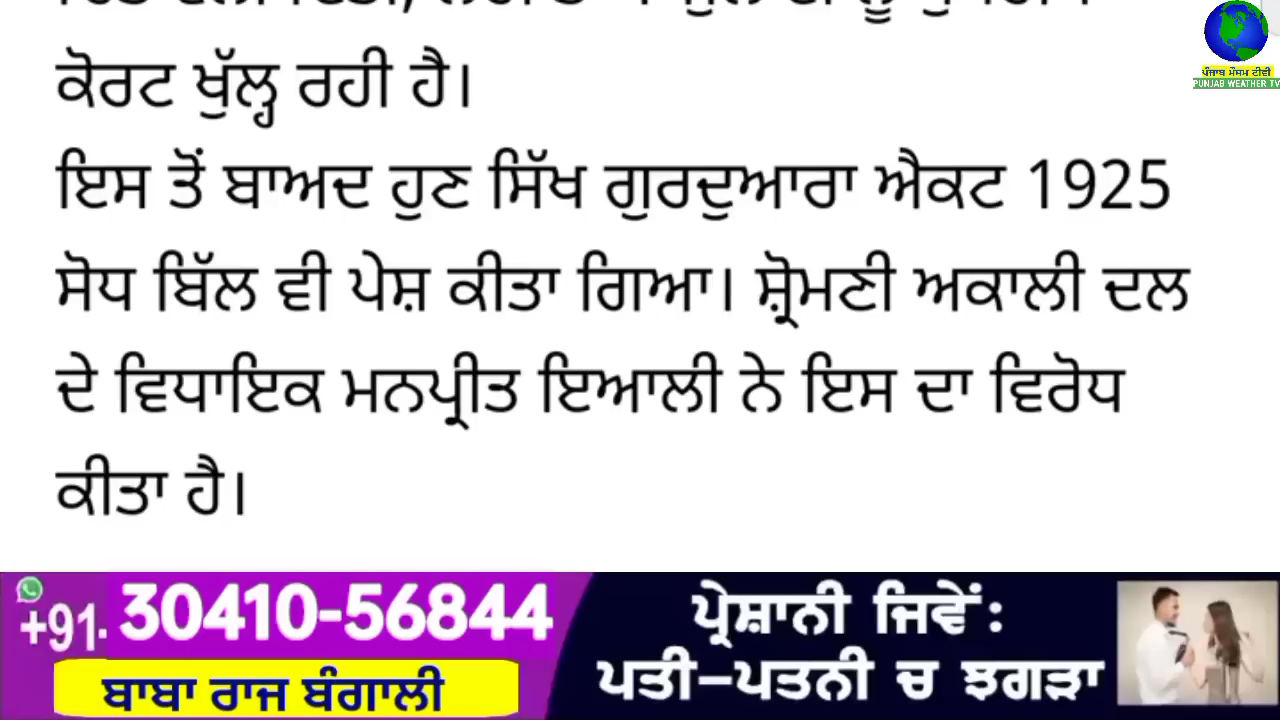 ਕੋਰਟ ਖੁੱਲ੍ਹ ਰਹੀ ਹੈ।
ਇਸ ਤੋਂ ਬਾਅਦ ਹੁਣ ਸਿੱਖ ਗੁਰਦੁਆਰਾ ਐਕਟ 1925
ਸੋਧ ਬਿੱਲ ਵੀ ਪੇਸ਼ ਕੀਤਾ ਗਿਆ। ਸ਼੍ਰੋਮਣੀ ਅਕਾਲੀ ਦਲ
ਦੇ ਵਿਧਾਇਕ ਮਨਪ੍ਰੀਤ ਇਆਲੀ ਨੇ ਇਸ ਦਾ ਵਿਰੋਧ
ਕੀਤਾ ਹੈ।
ਪੰਜਾਬ ਮੌਸਮ ਟੀਵੀ
PUNJAB WEATHER TV
+91- 30410-56844
ਬਾਬਾ ਰਾਜ ਬੰਗਾਲੀ
ਪ੍ਰੇਸ਼ਾਨੀ ਜਿਵੇਂ:
ਪਤੀ-ਪਤਨੀ ਚ ਝਗੜਾ